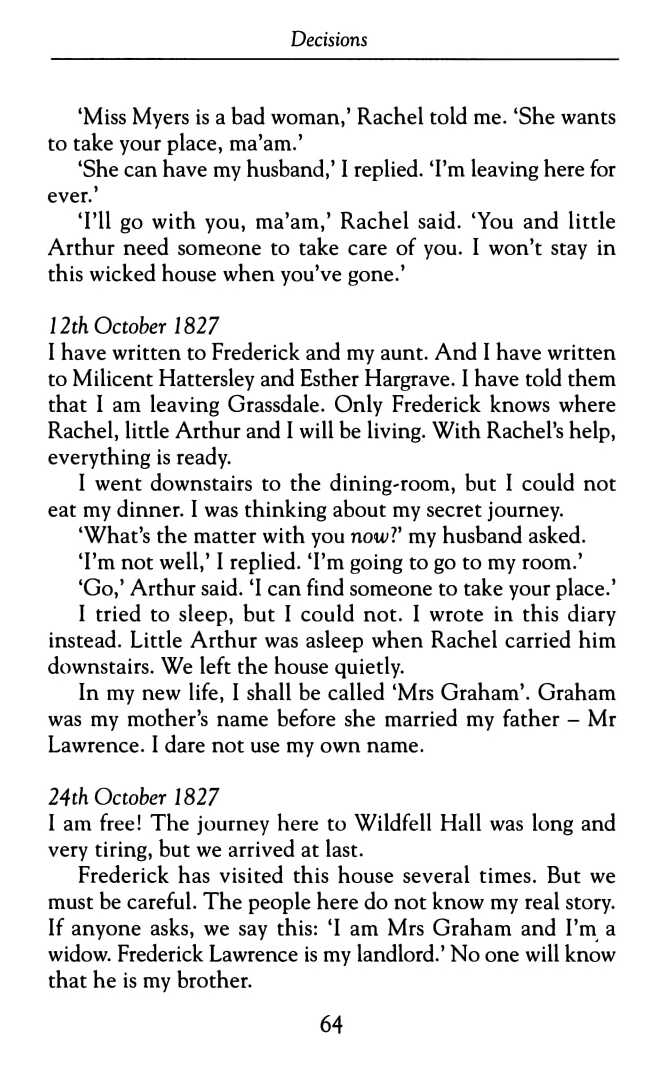 Decisions
‘Miss Myers is a bad woman,’ Rachel told me. ‘She wants
to take your place, ma’am.’
‘She can have my husband,’ I replied. ‘I’m leaving here for
ever.’
‘I’ll go with you, ma’am,’ Rachel said. ‘You and little
Arthur need someone to take care of you. I won’t stay in
this wicked house when you’ve gone.’
12th October 1827
I have written to Frederick and my aunt. And I have written
to Milicent Hattersley and Esther Hargrave. I have told them
that I am leaving Grassdale. Only Frederick knows where
Rachel, little Arthur and I will be living. With Rachel’s help,
everything is ready.
I went downstairs to the dining-room, but I could not
eat my dinner. I was thinking about my secret journey.
‘What’s the matter with you now?’ my husband asked.
‘I’m not well,’ I replied. ‘I’m going to go to my room.’
‘Go,’ Arthur said. ‘I can find someone to take your place.’
I tried to sleep, but I could not. I wrote in this diary
instead. Little Arthur was asleep when Rachel carried him
downstairs. We left the house quietly.
In my new life, I shall be called ‘Mrs Graham’. Graham
was my mother’s name before she married my father – Mr
Lawrence. I dare not use my own name.
24th October 1827
I am free! The journey here to Wildfell Hall was long and
very tiring, but we arrived at last.
Frederick has visited this house several times. But we
must be careful. The people here do not know my real story.
If anyone asks, we say this: ‘I am Mrs Graham and I’m a
widow. Frederick Lawrence is my landlord.’ No one will know
that he is my brother.
64